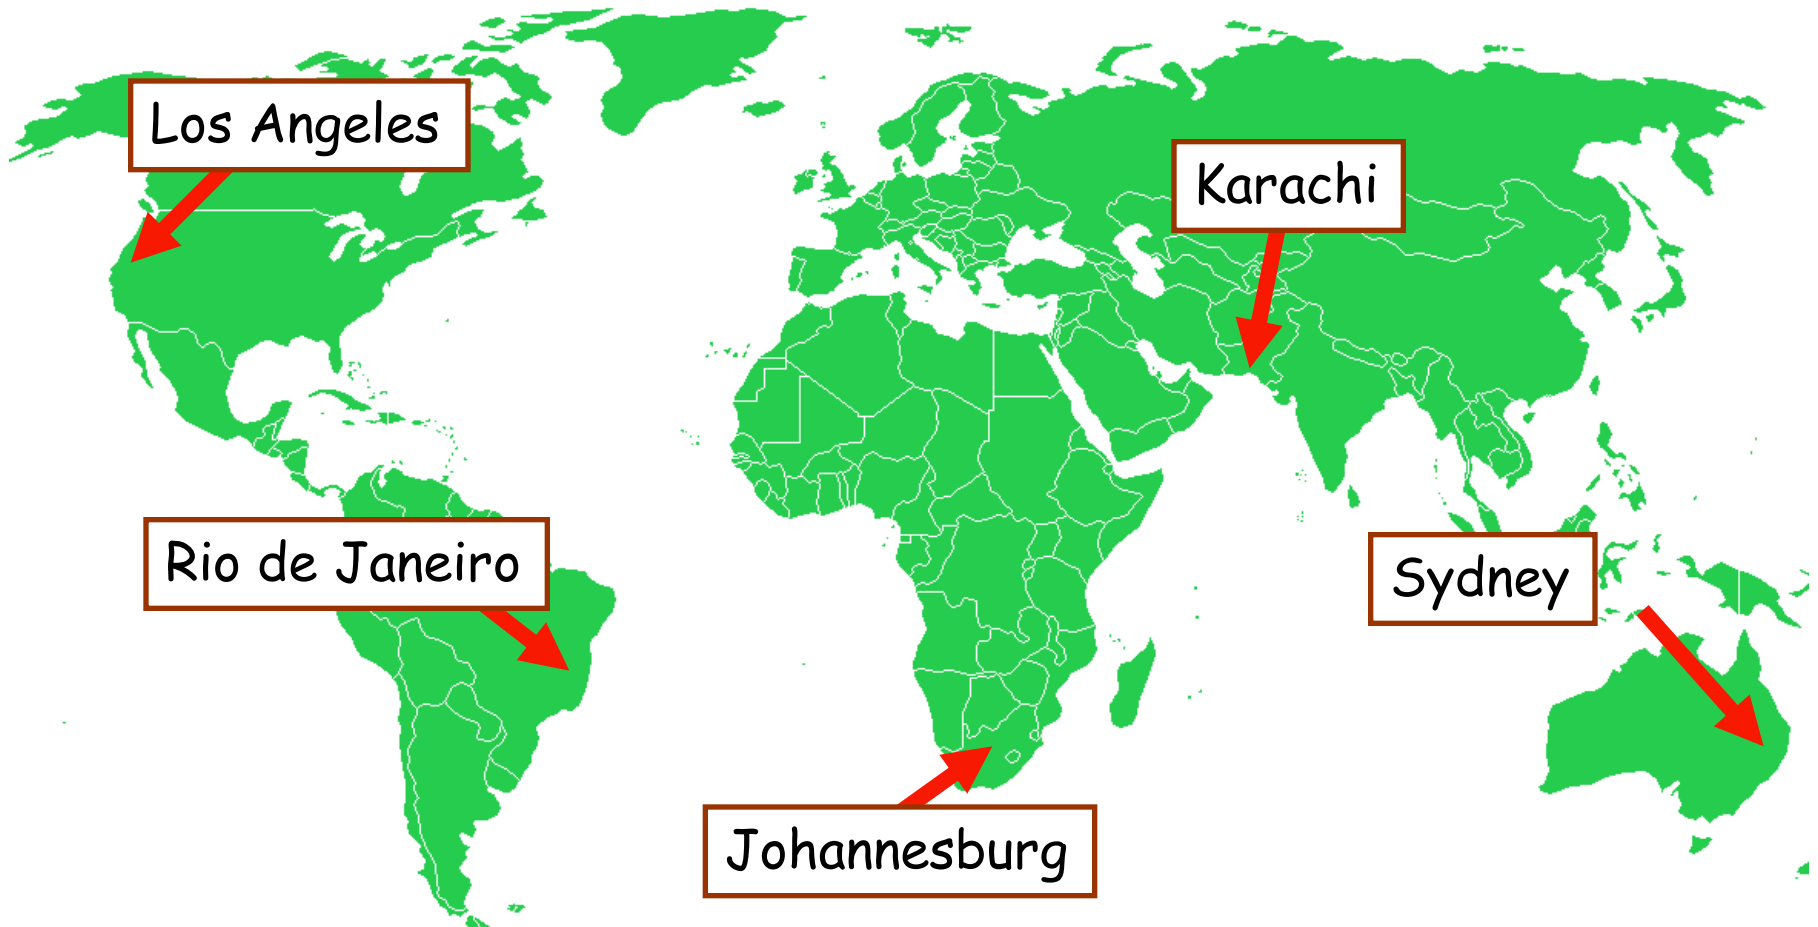 Los Angeles
Karachi
Rio de Janeiro
Sydney
Johannesburg